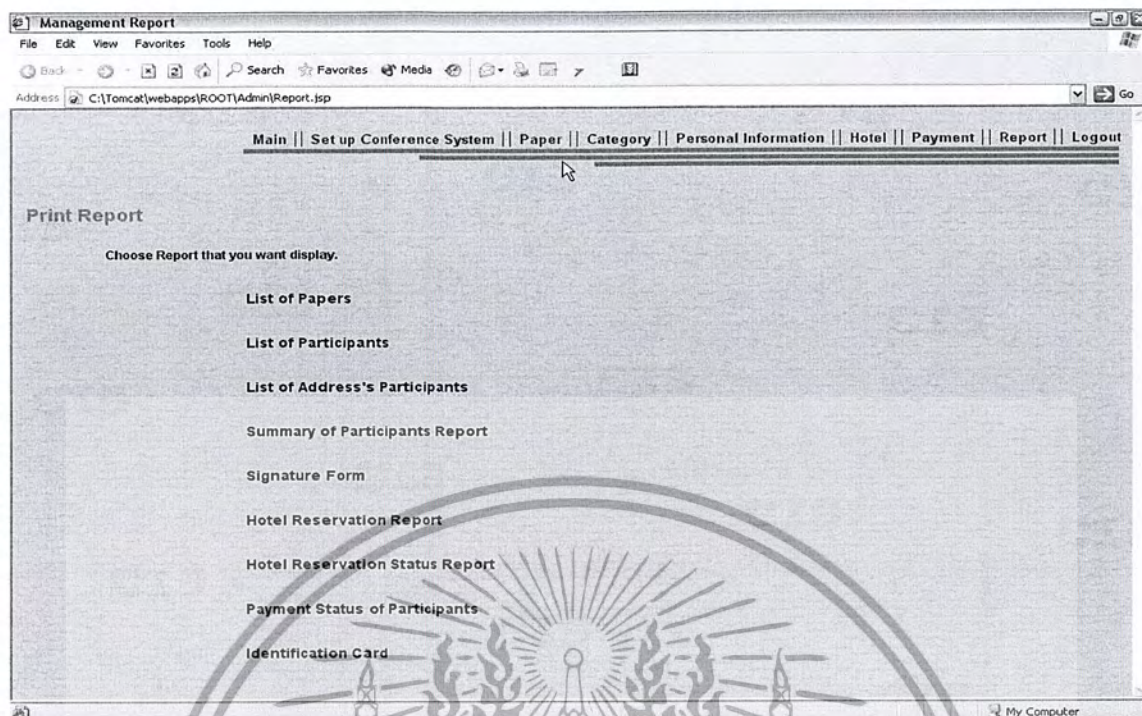 Management Report
File Edit View Favorites Tools Help
Back Search Favorites Media
Address C:\Tomcat\webapps\ROOT\Admin\Report.jsp Go
Main || Set up Conference System || Paper || Category || Personal Information || Hotel || Payment || Report || Logout
Print Report
Choose Report that you want display.
List of Papers
List of Participants
List of Address's Participants
Summary of Participants Report
Signature Form
Hotel Reservation Report
Hotel Reservation Status Report
Payment Status of Participants
Identification Card
My Computer